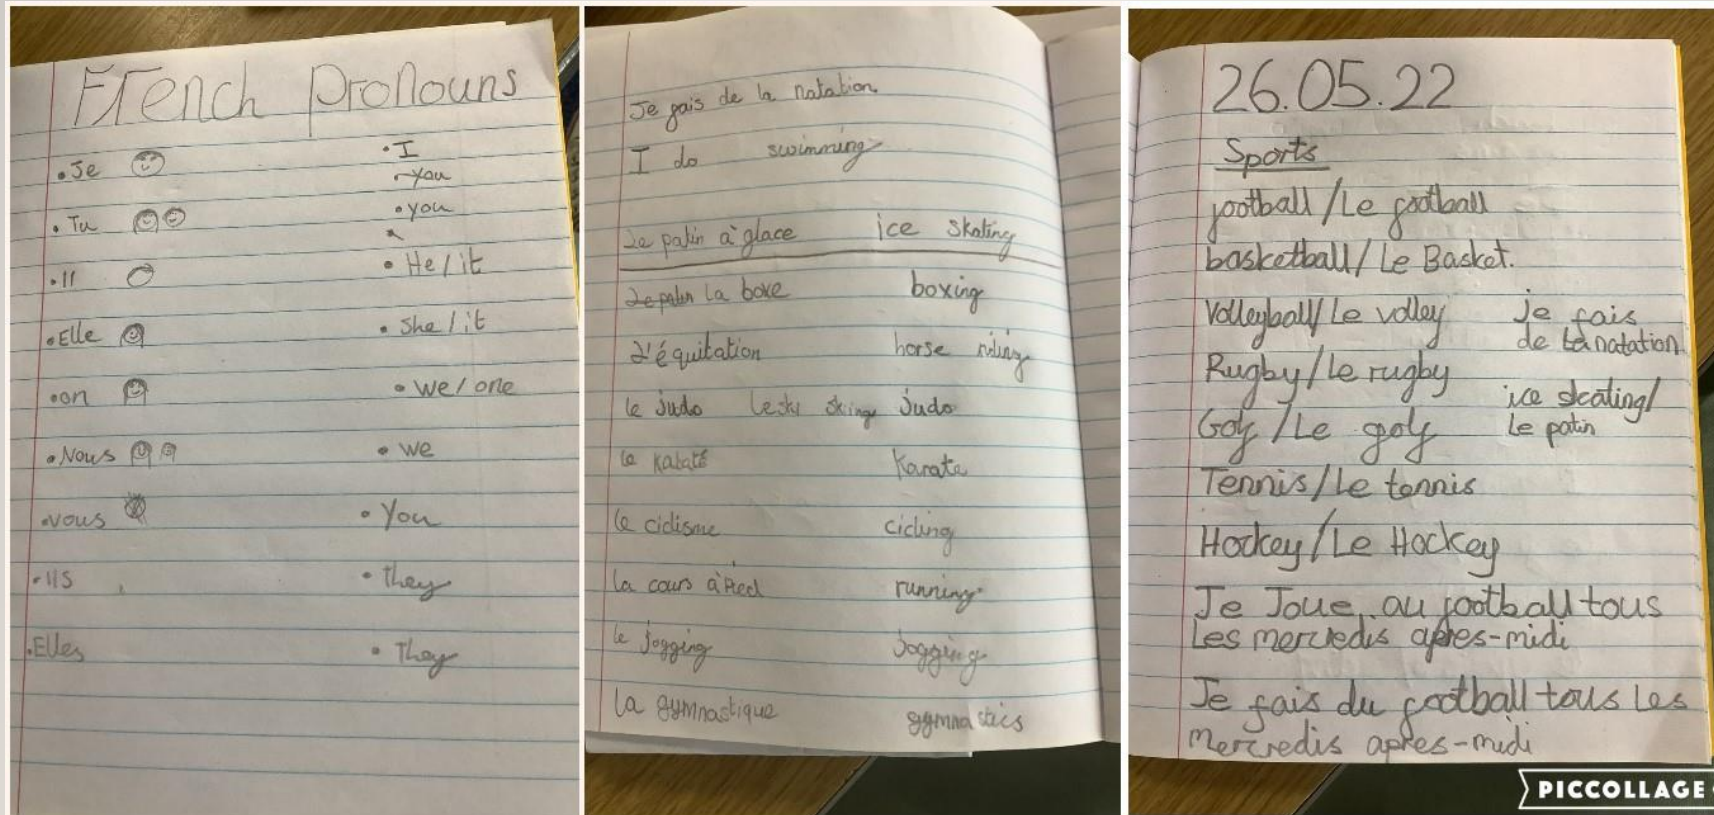 French Pronouns
• Je • I
- You
• Tu • you
• Il • He/it
• Elle • She/it
• on • we/one
• Nous • we
• vous • You
• Ils • they
• Elles • They
Je fais de la natation
I do swimming
Le patin à glace ice skating
Le patin La boxe boxing
L'équitation horse riding
le judo Le ski skiing judo
le karaté karate
le ciclisme cicling
la cours à Pied running
le jogging Jogging
la gymnastique gymnastics
26.05.22
Sports
football/Le football
basketball/Le Basket.
Volleyball/Le volley je fais
de la natation
Rugby/Le rugby
ice skating/
Golf/Le golf Le patin
Tennis/Le tennis
Hockey/Le Hockey
Je Joue au football tous
Les mercredis apres-midi
Je fais du football tous Les
mercredis apres-midi
PICCOLLAGE